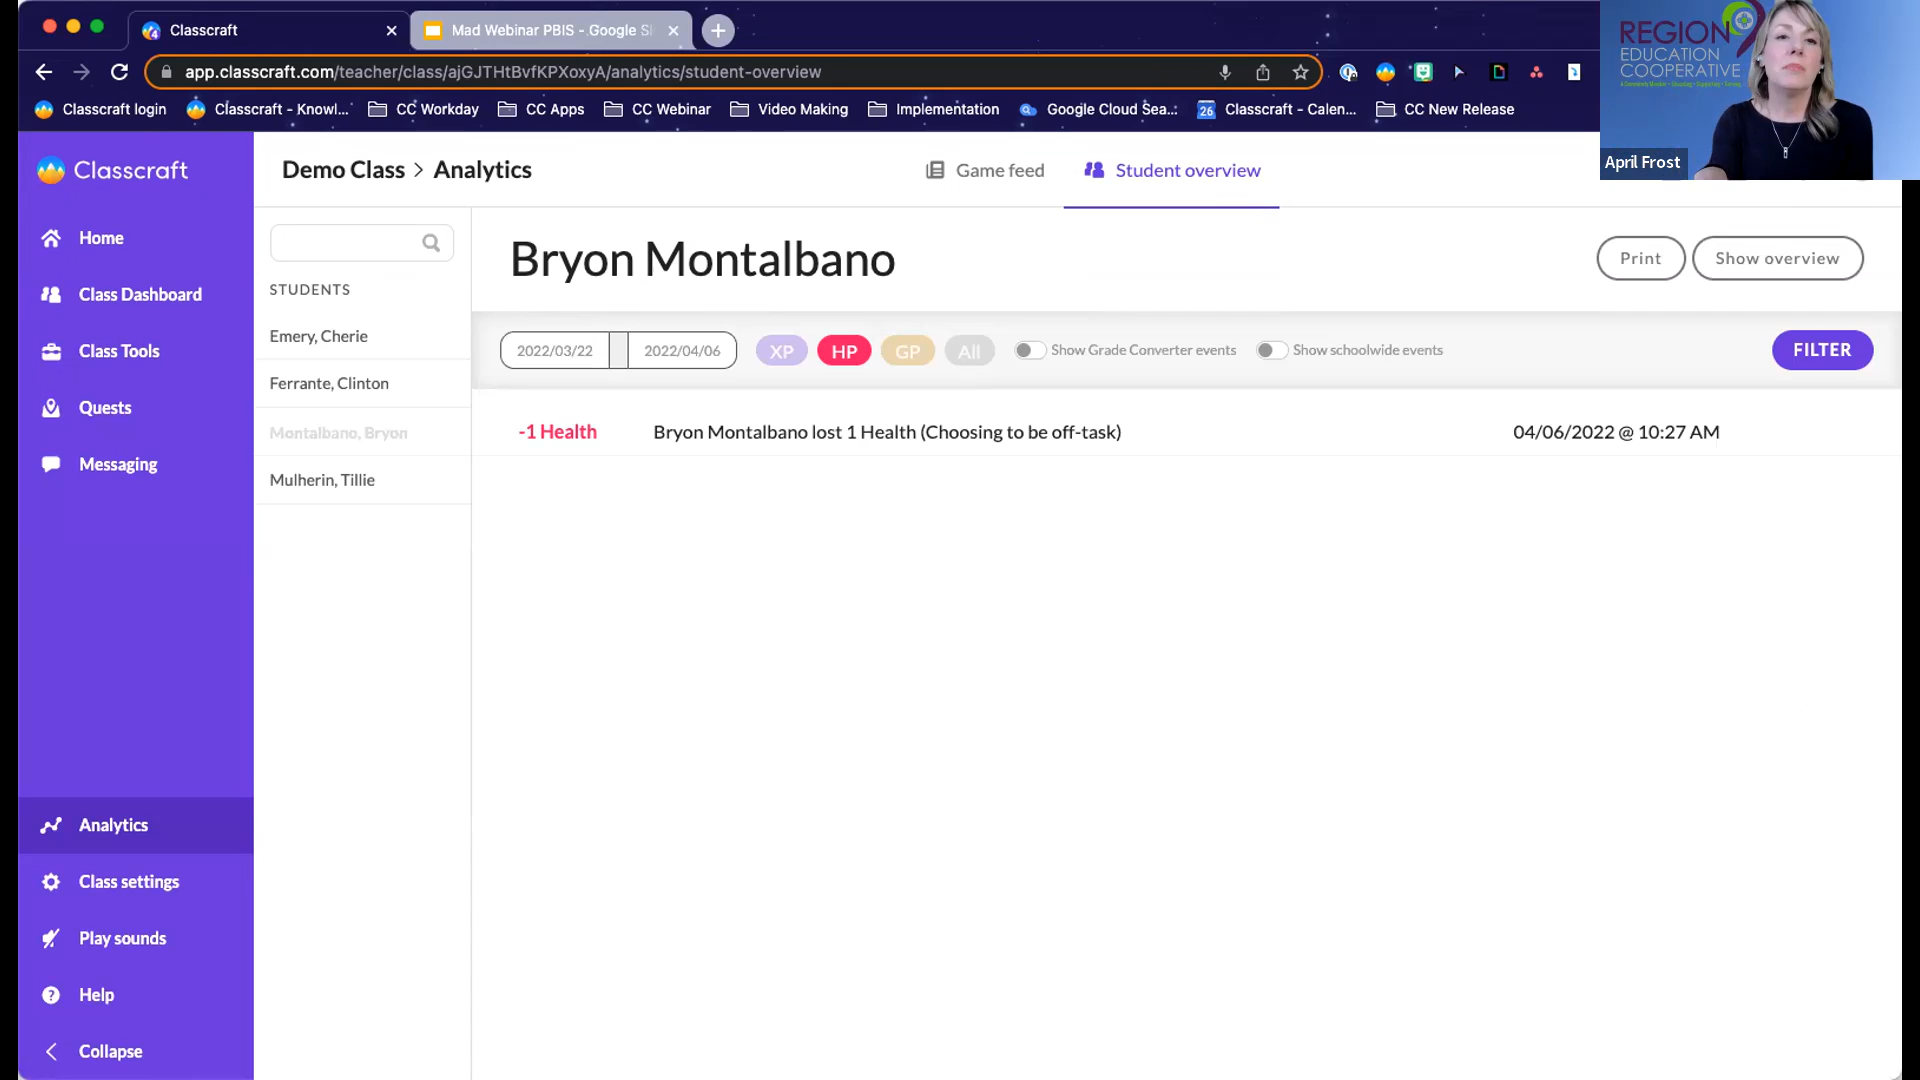 Classcraft
Mad Webinar PBIS - Google Sl
app.classcraft.com/teacher/class/ajGJTHtBvfKPXoxyA/analytics/student-overview
Classcraft login
Classcraft - Knowl...
CC Workday
CC Apps
CC Webinar
Video Making
Implementation
Google Cloud Sea...
26
Classcraft - Calen...
CC New Release
REGION 9
EDUCATION
COOPERATIVE
April Frost
Classcraft
Home
Class Dashboard
Class Tools
Quests
Messaging
Analytics
Class settings
Play sounds
Help
Collapse
Demo Class > Analytics
Game feed
Student overview
STUDENTS
Emery, Cherie
Ferrante, Clinton
Montalbano, Bryon
Mulherin, Tillie
Bryon Montalbano
Print
Show overview
2022/03/22
2022/04/06
XP
HP
GP
All
Show Grade Converter events
Show schoolwide events
FILTER
-1 Health
Bryon Montalbano lost 1 Health (Choosing to be off-task)
04/06/2022 @ 10:27 AM